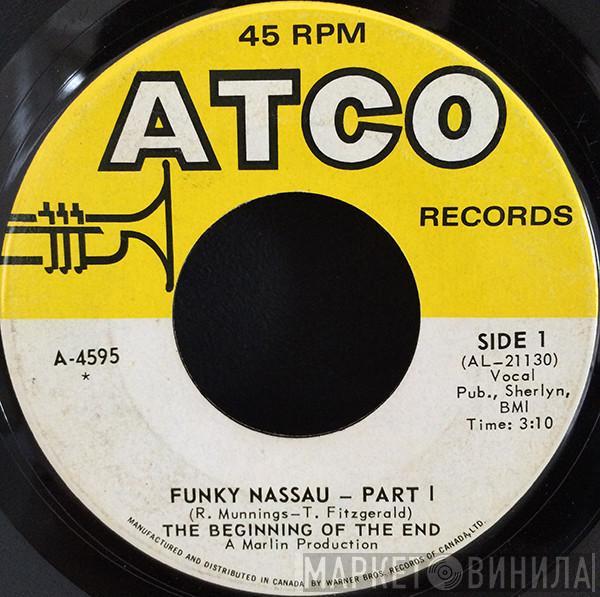 45 RPM
ATCO
RECORDS
A-4595
*
SIDE 1
(AL-21130)
Vocal
Pub., Sherlyn,
BMI
Time: 3:10
FUNKY NASSAU – PART I
(R. Munnings-T. Fitzgerald)
THE BEGINNING OF THE END
A Marlin Production
MANUFACTURED AND DISTRIBUTED IN CANADA BY WARNER BROS. RECORDS OF CANADA, LTD.
МАРКЕТ ВИНИЛА